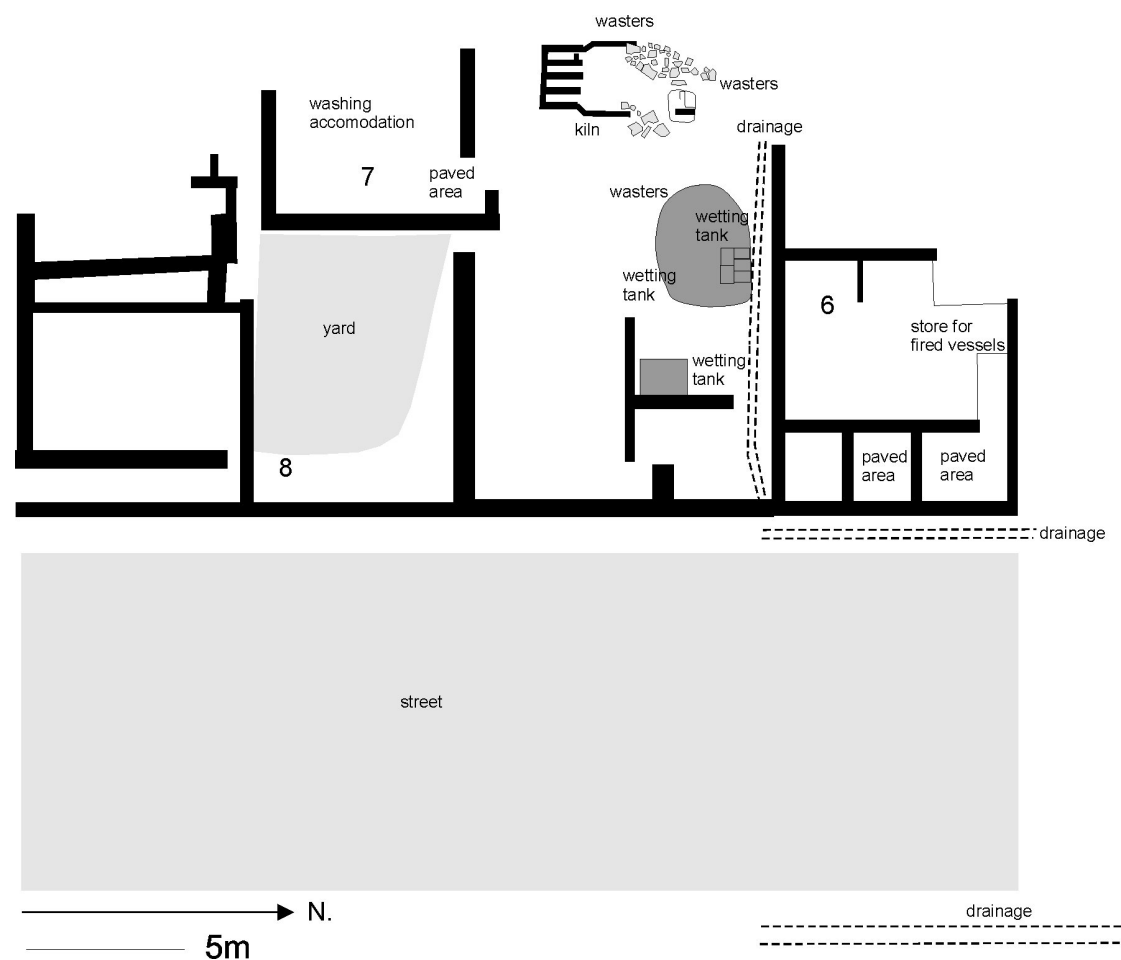 wasters
washing
accomodation
wasters
kiln
drainage
7
paved
area
wasters
wetting
tank
wetting
tank
6
yard
store for
fired vessels
wetting
tank
8
paved
area
paved
area
drainage
street
N.
drainage
5m